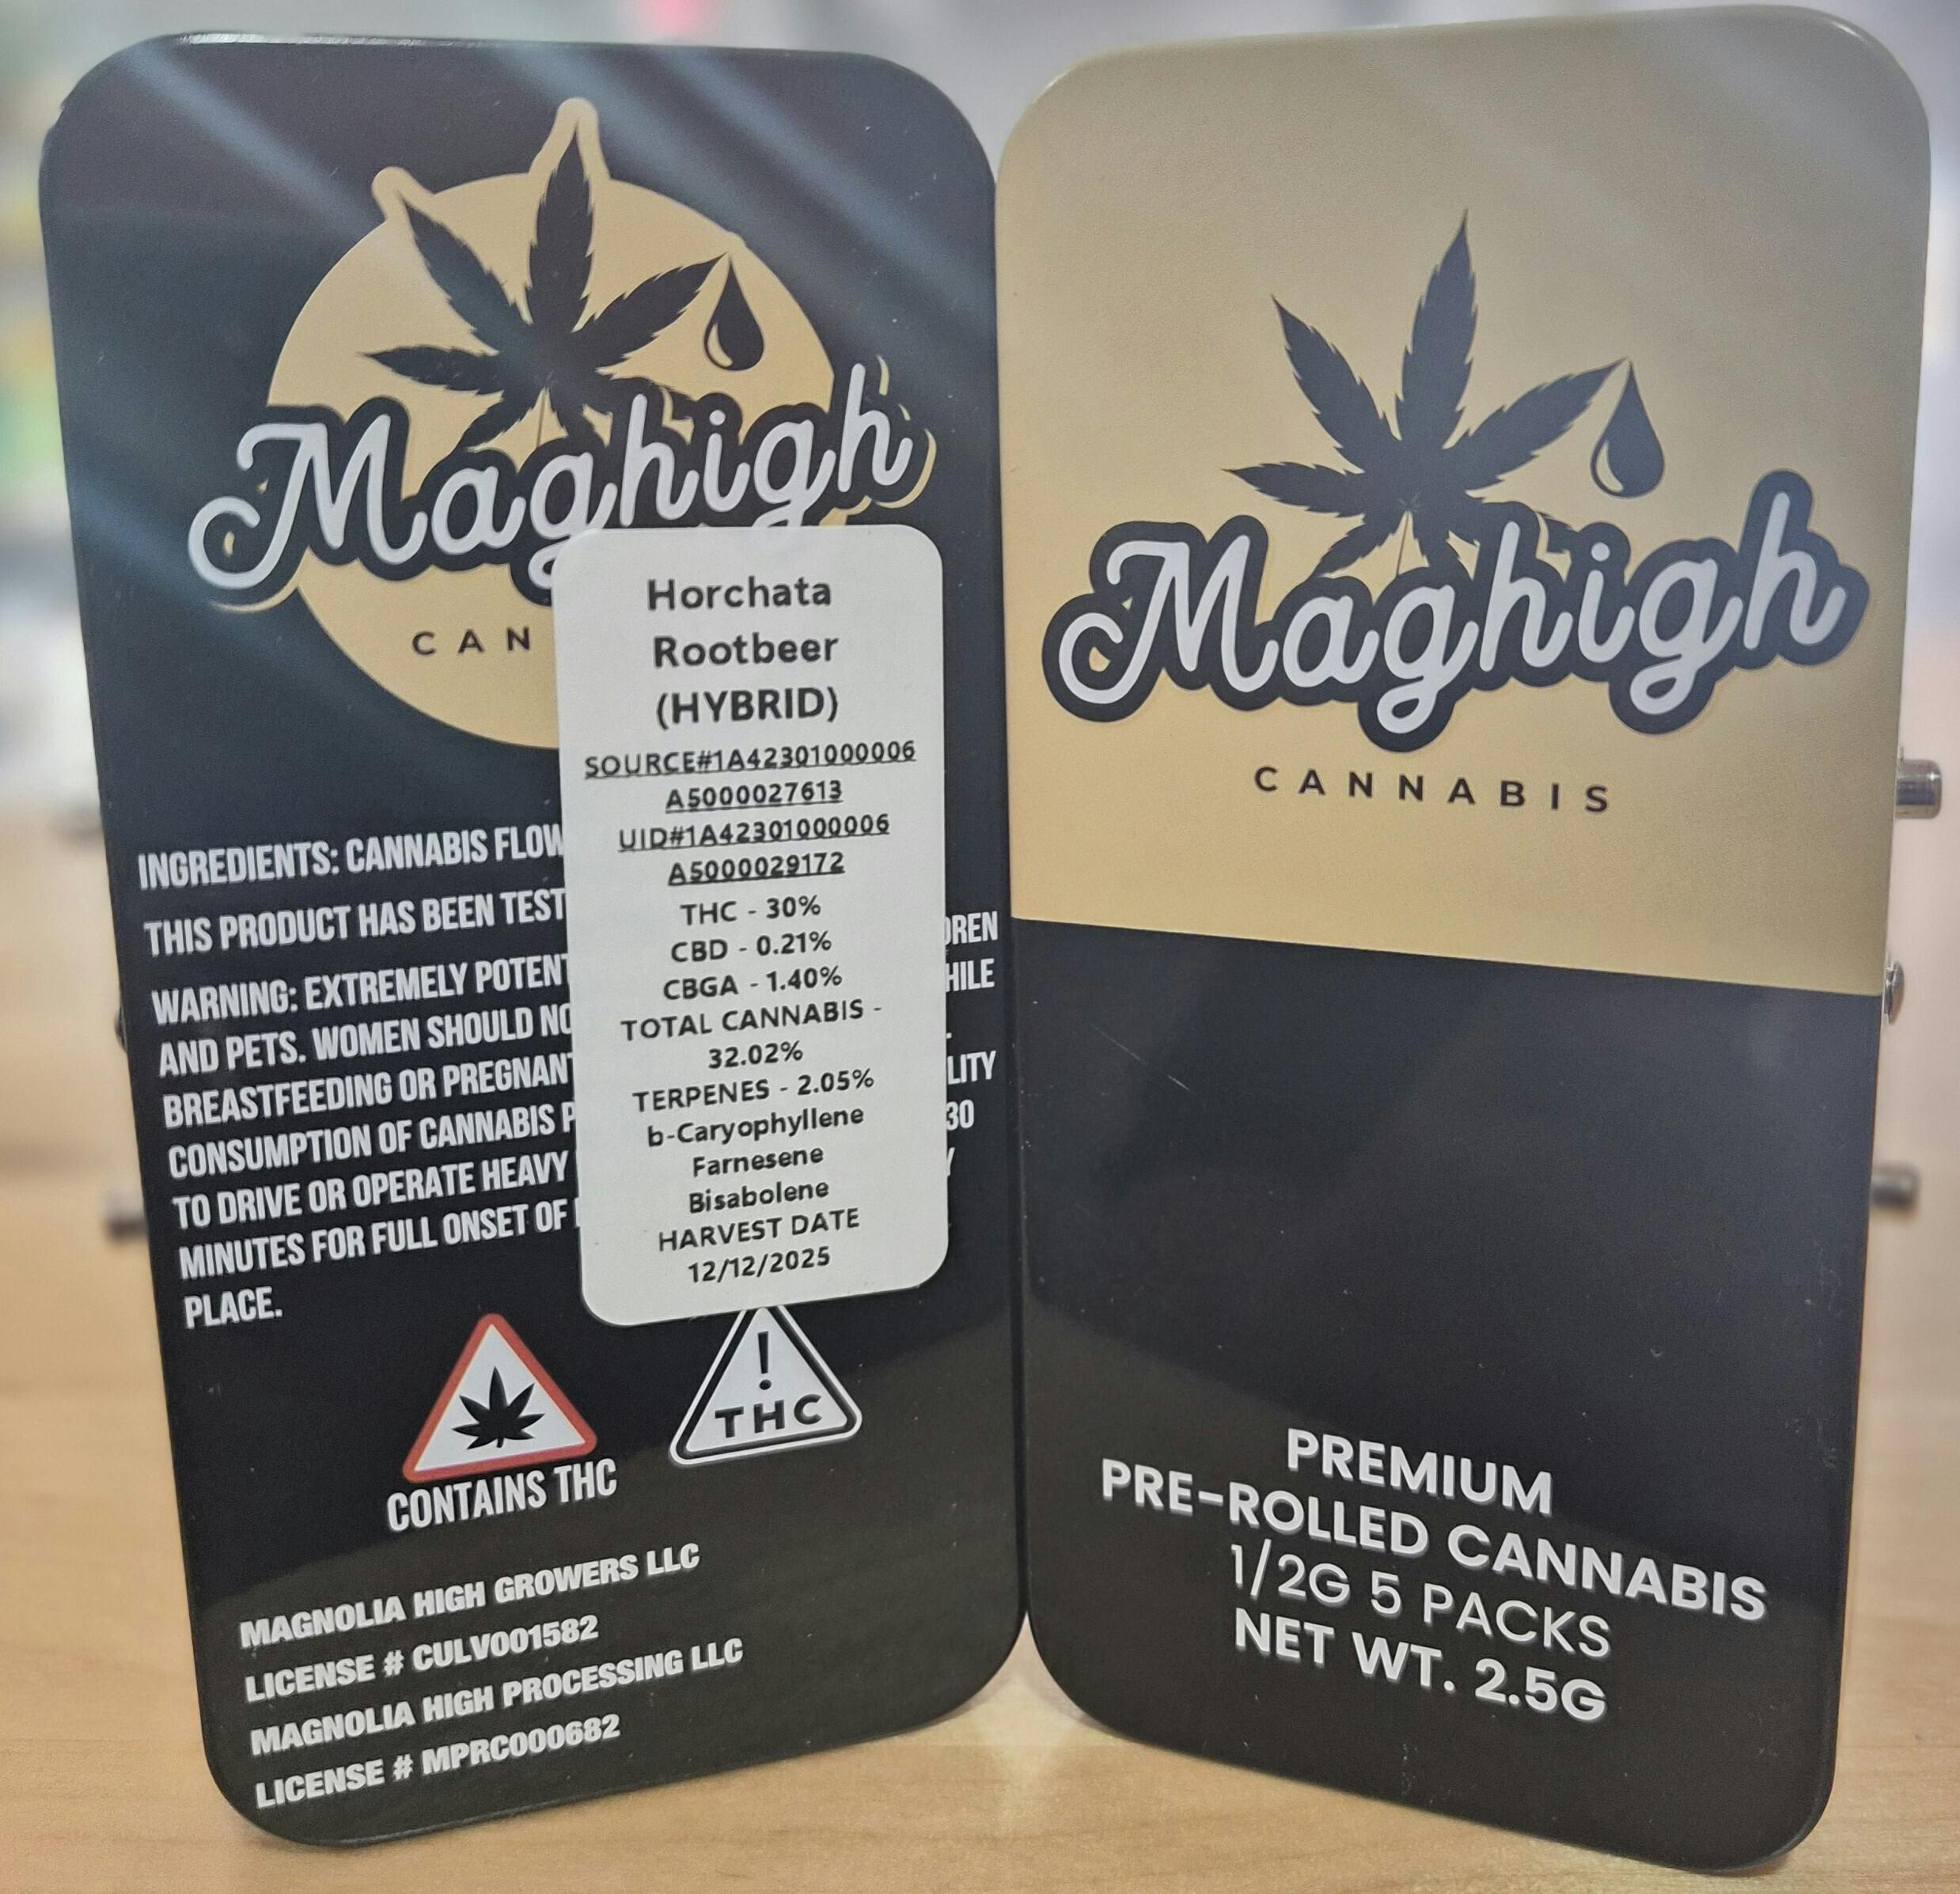 Maghigh
CAN
Horchata
Rootbeer
(HYBRID)
SOURCE#1A42301000006
A5000027613
UID#1A42301000006
A5000029172
THC - 30%
CBD - 0.21%
CBGA - 1.40%
TOTAL CANNABIS -
32.02%
TERPENES - 2.05%
b-Caryophyllene
Farnesene
Bisabolene
HARVEST DATE
12/12/2025
INGREDIENTS: CANNABIS FLOW
THIS PRODUCT HAS BEEN TEST
WARNING: EXTREMELY POTENT DREN
AND PETS. WOMEN SHOULD NO HILE
BREASTFEEDING OR PREGNANT
CONSUMPTION OF CANNABIS P LITY
TO DRIVE OR OPERATE HEAVY 30
MINUTES FOR FULL ONSET OF Y
PLACE.
! THC
CONTAINS THC
MAGNOLIA HIGH GROWERS LLC
LICENSE # CULV001582
MAGNOLIA HIGH PROCESSING LLC
LICENSE # MPRC000682
Maghigh
CANNABIS
PREMIUM
PRE-ROLLED CANNABIS
1/2G 5 PACKS
NET WT. 2.5G